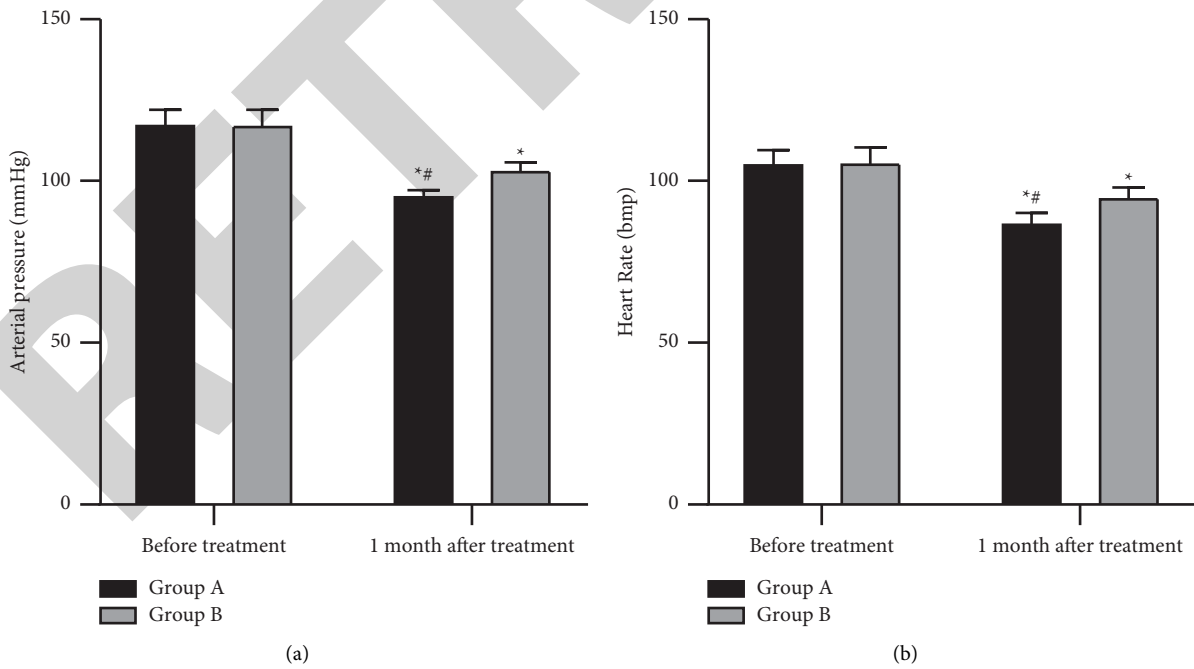 150
100
50
0
Arterial pressure (mmHg)
*#
*
Before treatment
1 month after treatment
Group A
Group B
(a)
150
100
50
0
Heart Rate (bmp)
*#
*
Before treatment
1 month after treatment
Group A
Group B
(b)
RETR